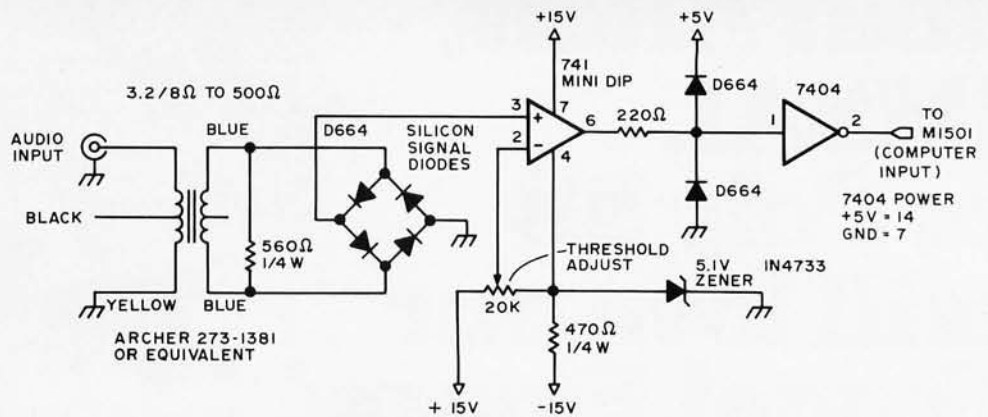 +15V
+5V
741
MINI DIP
3.2/8Ω TO 500Ω
7
D664
7404
3
+
6
220Ω
1
2
TO
M1501
(COMPUTER
INPUT)
BLUE
D664
SILICON
SIGNAL
DIODES
2
-
4
AUDIO
INPUT
D664
7404 POWER
+5V = 14
GND = 7
BLACK
560Ω
1/4 W
THRESHOLD
ADJUST
5.1V
ZENER
IN4733
YELLOW
BLUE
20K
470Ω
1/4 W
ARCHER 273-1381
OR EQUIVALENT
+ 15V
-15V